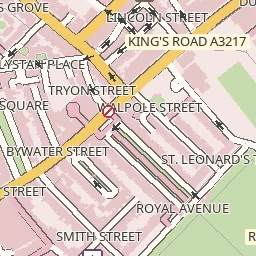 S GROVE
LINCOLN STREET
KING'S ROAD A3217
LYSTAN PLACE
TRYON STREET
SQUARE
WALPOLE STREET
BYWATER STREET
ST. LEONARD'S
STREET
ROYAL AVENUE
SMITH STREET